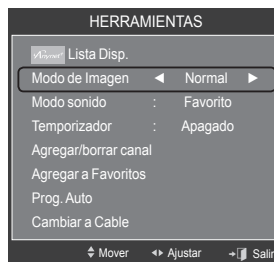 HERRAMIENTAS
Anynet+ Lista Disp.
Modo de Imagen ◄ Normal ►
Modo sonido : Favorito
Temporizador : Apagado
Agregar/borrar canal
Agregar a Favoritos
Prog. Auto
Cambiar a Cable
Mover Ajustar Salir